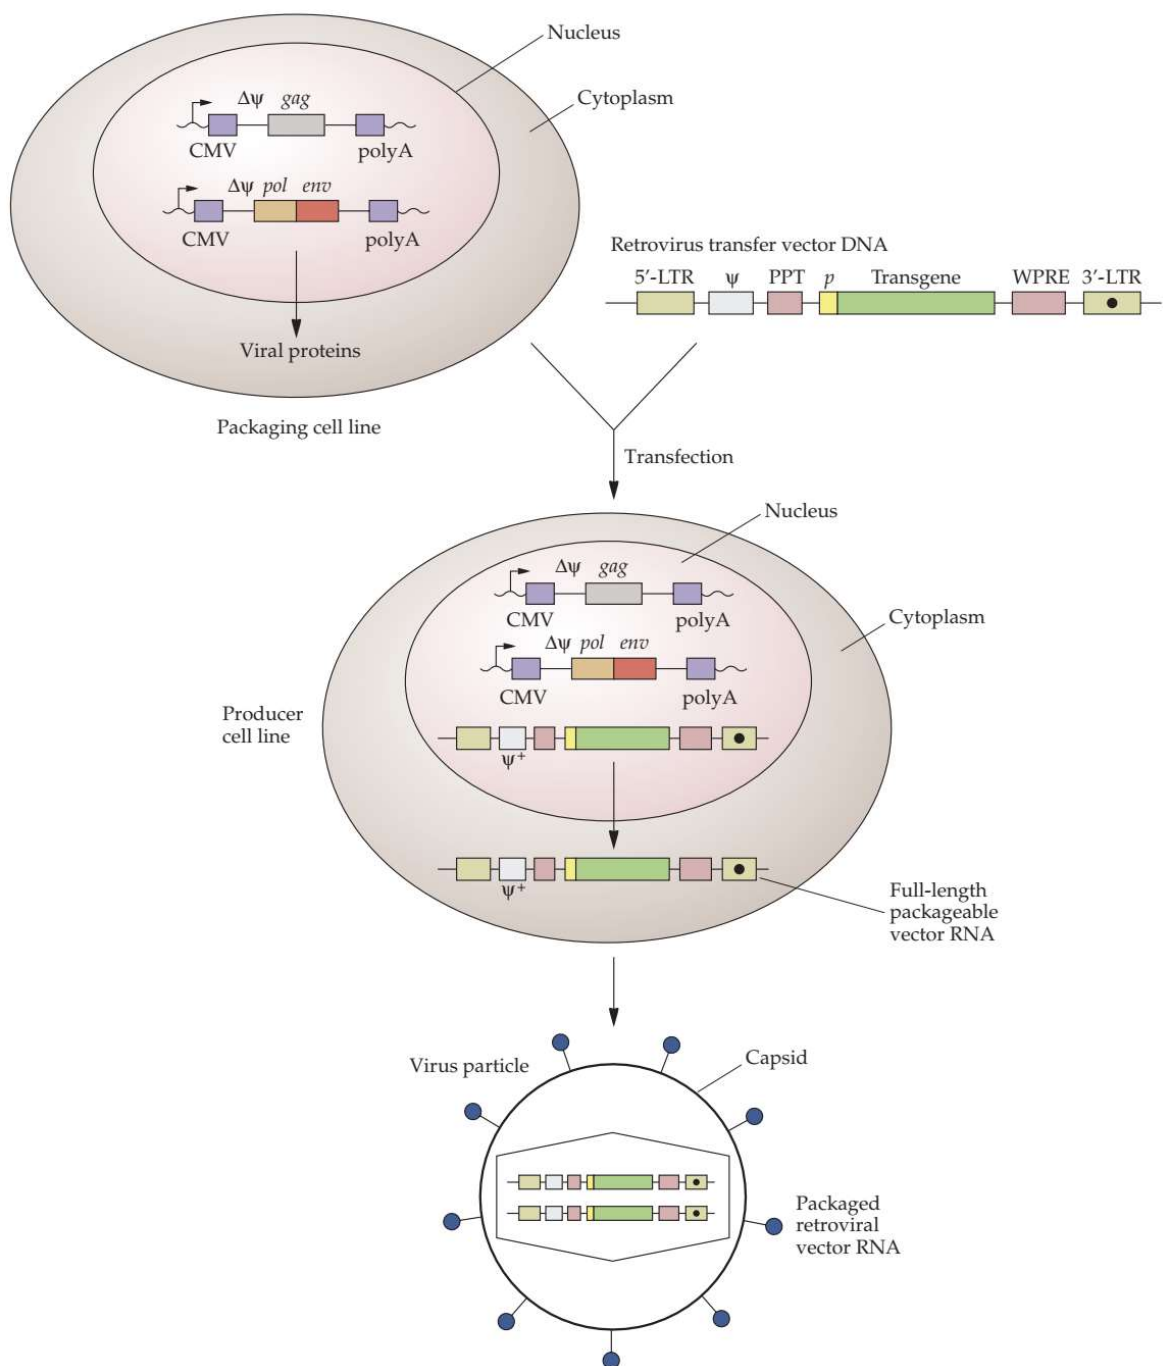 Nucleus
Cytoplasm
Δψ gag
CMV polyA
Δψ pol env
CMV polyA
Viral proteins
Packaging cell line
Retrovirus transfer vector DNA
5′-LTR ψ PPT p Transgene WPRE 3′-LTR
Transfection
Nucleus
Cytoplasm
Δψ gag
CMV polyA
Δψ pol env
CMV polyA
Producer
cell line
ψ⁺
ψ⁺
Full-length
packageable
vector RNA
Virus particle
Capsid
Packaged
retroviral
vector RNA